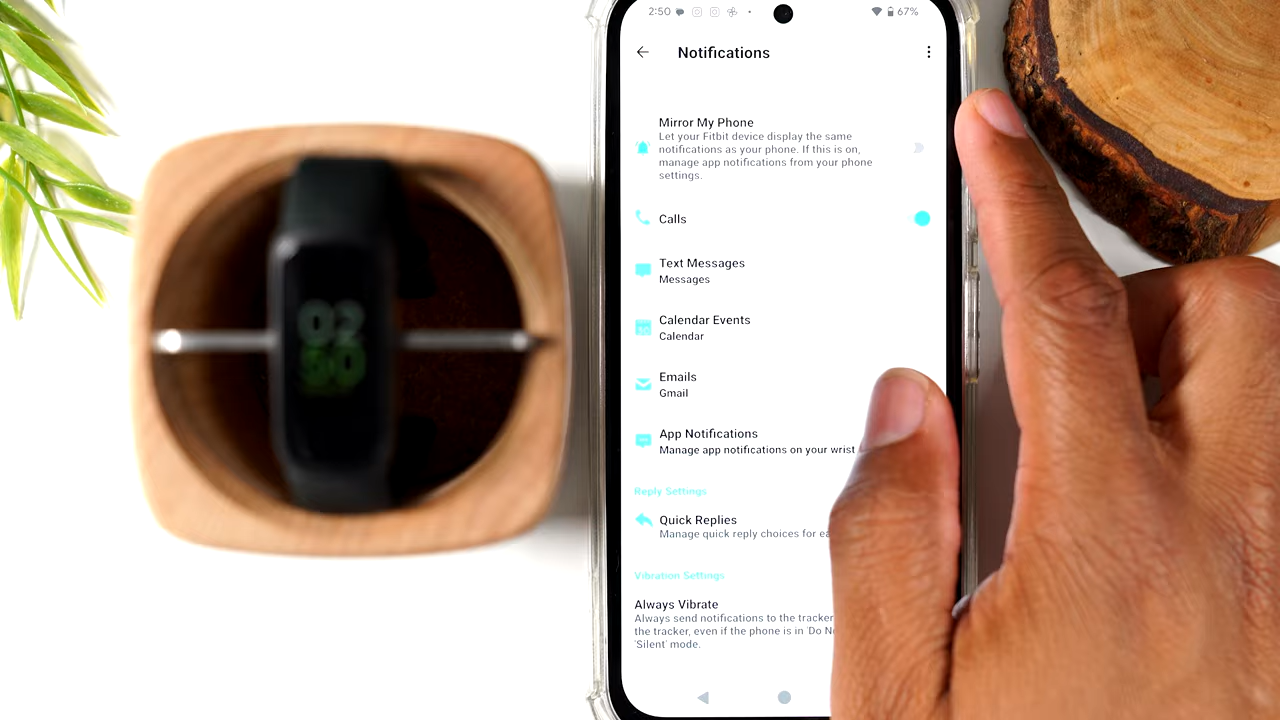 2:50
67%
Notifications
Mirror My Phone
Let your Fitbit device display the same
notifications as your phone. If this is on,
manage app notifications from your phone
settings.
Calls
Text Messages
Messages
Calendar Events
Calendar
Emails
Gmail
App Notifications
Manage app notifications on your wrist
Reply Settings
Quick Replies
Manage quick reply choices for
Vibration Settings
Always Vibrate
Always send notifications to the tracker
the tracker, even if the phone is in 'Do
'Silent' mode.
02
50